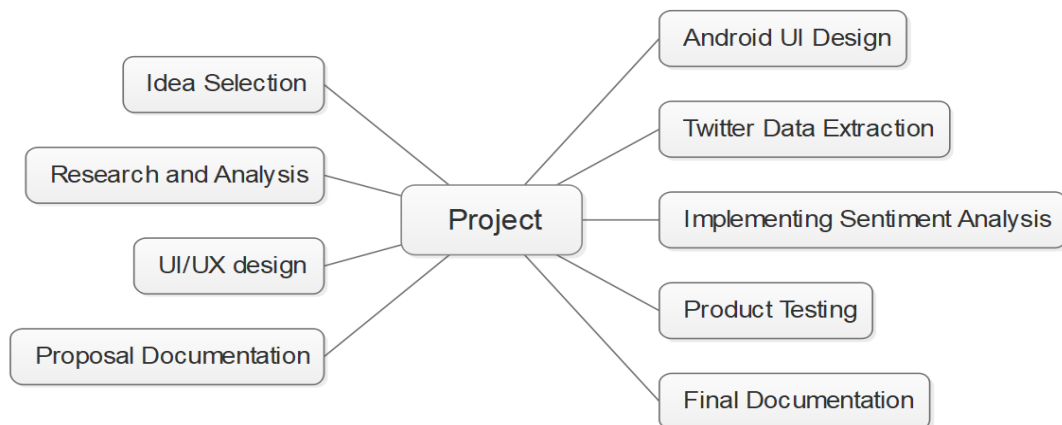 Project
Idea Selection
Research and Analysis
UI/UX design
Proposal Documentation
Android UI Design
Twitter Data Extraction
Implementing Sentiment Analysis
Product Testing
Final Documentation